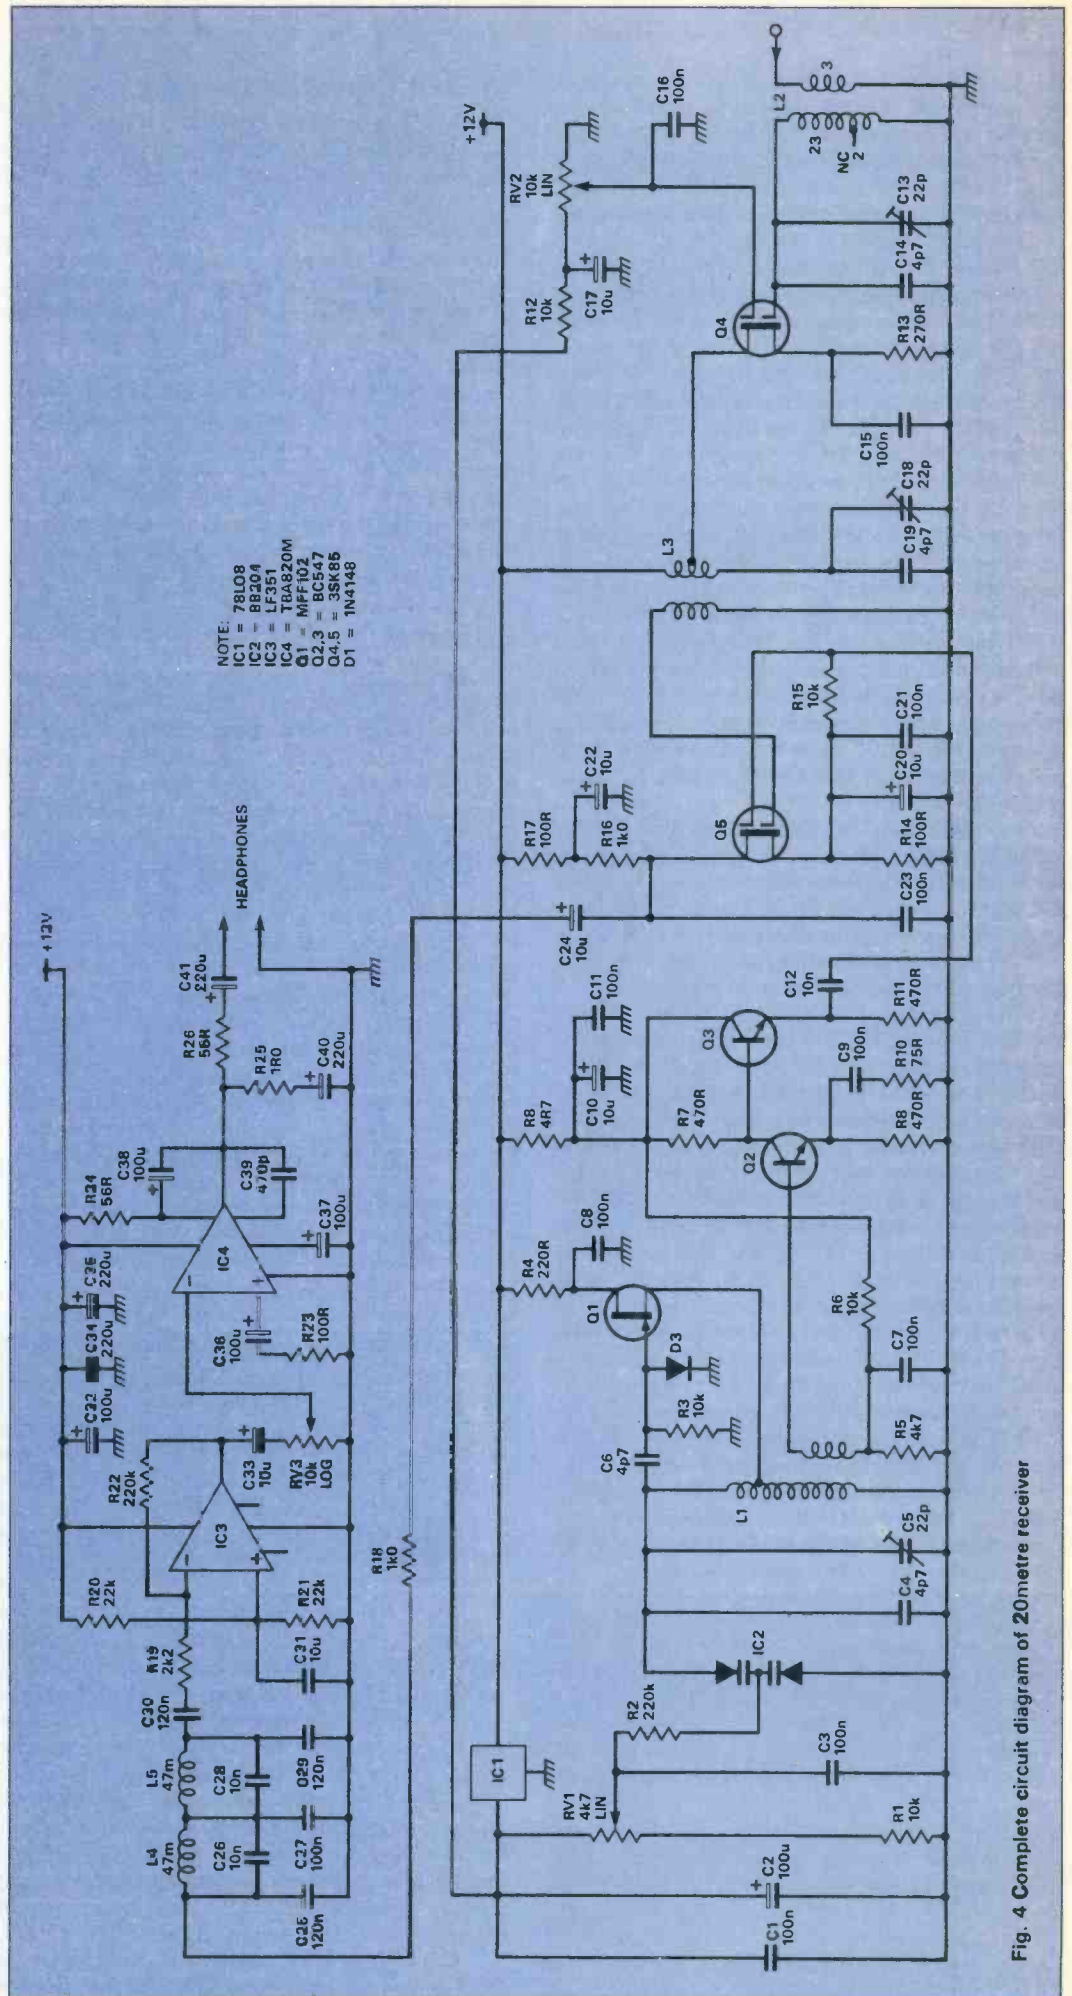 +12V
R20
22k
R22
220k
C32
100u
C34
220u
C35
220u
R24
56R
C38
100u
C39
470p
IC3
IC4
C33
10u
RV3
10k
LOG
C36
100u
R23
100R
C37
100u
R26
56R
C41
220u
HEADPHONES
R25
1R0
C40
220u
L4
47m
L5
47m
C26
10n
C28
10n
C25
120n
C27
100n
C29
120n
C30
120n
R19
2k2
C31
10u
R21
22k
R18
1k0
NOTE:
IC1 = 78L08
IC2 = BB204
IC3 = LF351
IC4 = TBA820M
Q1 = MPF102
Q2,3 = BC547
Q4,5 = 3SK85
D1 = 1N4148
+12V
IC1
RV1
4k7
LIN
R2
220k
IC2
C1
100n
C2
100u
R1
10k
C3
100n
C4
4p7
C5
22p
L1
C6
4p7
R3
10k
D3
Q1
R4
220R
C8
100n
R5
4k7
C7
100n
R6
10k
R8
4R7
C10
10u
C11
100n
R7
470R
Q2
Q3
R8
470R
R10
75R
C9
100n
R11
470R
C12
10n
C24
10u
R17
100R
R16
1k0
C22
10u
Q5
C23
100n
R14
100R
C20
10u
C21
100n
R15
10k
L3
C19
4p7
C18
22p
C15
100n
R12
10k
C17
10u
RV2
10k
LIN
C16
100n
Q4
R13
270R
C14
4p7
C13
22p
23
NC
2
L2
3
Fig. 4 Complete circuit diagram of 20metre receiver